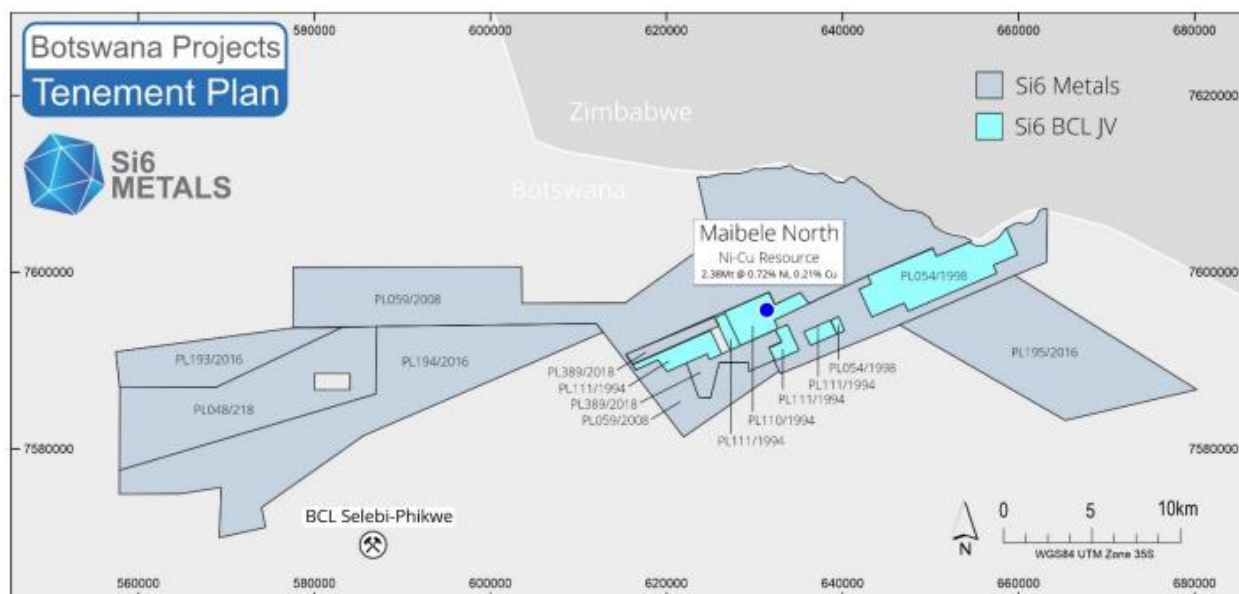 Botswana Projects
Tenement Plan
Si6
METALS
580000
600000
620000
640000
660000
680000
7620000
7620000
Zimbabwe
Botswana
Si6 Metals
Si6 BCL JV
Maibele North
Ni-Cu Resource
2.38Mt @ 0.72% Ni, 0.21% Cu
7600000
7600000
PL054/1998
PL059/2008
PL193/2016
PL194/2016
PL195/2016
PL048/218
PL389/2018
PL111/1994
PL389/2018
PL059/2008
PL111/1994
PL110/1994
PL111/1994
PL111/1994
PL054/1998
7580000
7580000
BCL Selebi-Phikwe
N
0 5 10km
WGS84 UTM Zone 35S
560000
580000
600000
620000
640000
660000
680000